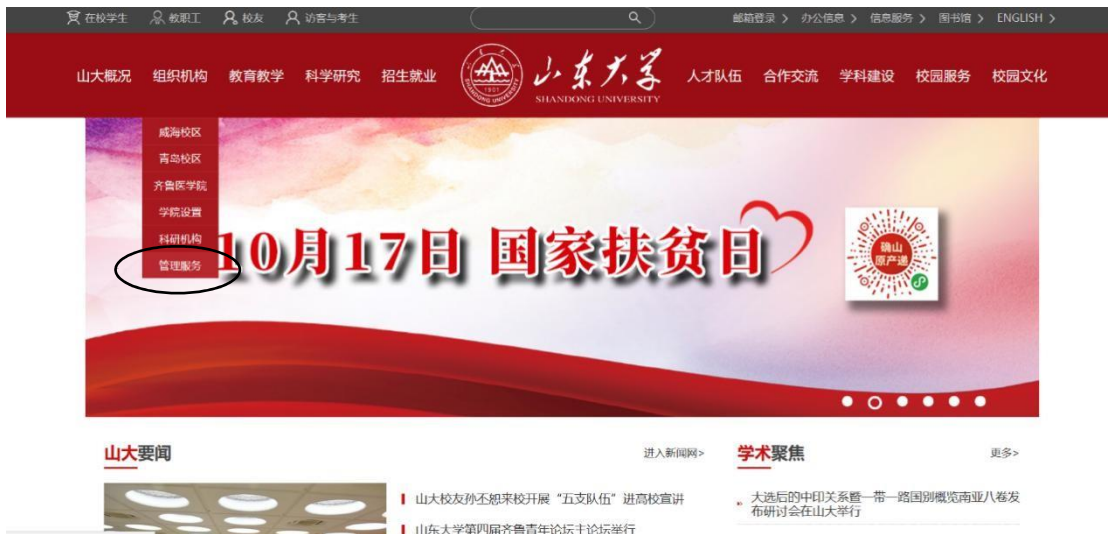 在校学生 教职工 校友 访客与考生 邮箱登录 > 办公信息 > 信息服务 > 图书馆 > ENGLISH >
山大概况 组织机构 教育教学 科学研究 招生就业 山东大学 人才队伍 合作交流 学科建设 校园服务 校园文化
1901
SHANDONG UNIVERSITY
SHANDONG UNIVERSITY
威海校区
青岛校区
齐鲁医学院
学院设置
科研机构
管理服务
10月17日 国家扶贫日
确山
原产递
山大要闻 进入新闻网>
学术聚焦 更多>
山大校友孙丕恕来校开展“五支队伍”进高校宣讲
山东大学第四届齐鲁青年论坛主论坛举行
大选后的中印关系暨一带一路国别概览南亚八卷发
布研讨会在山大举行